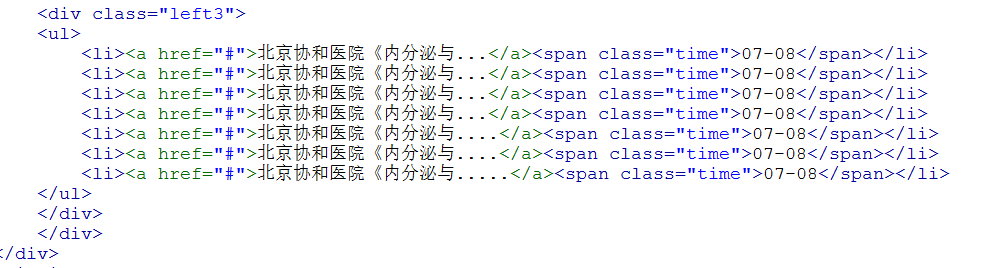 <div class="left3">
<ul>
<li><a href="#">北京协和医院《内分泌与...</a><span class="time">07-08</span></li>
<li><a href="#">北京协和医院《内分泌与...</a><span class="time">07-08</span></li>
<li><a href="#">北京协和医院《内分泌与...</a><span class="time">07-08</span></li>
<li><a href="#">北京协和医院《内分泌与...</a><span class="time">07-08</span></li>
<li><a href="#">北京协和医院《内分泌与....</a><span class="time">07-08</span></li>
<li><a href="#">北京协和医院《内分泌与....</a><span class="time">07-08</span></li>
<li><a href="#">北京协和医院《内分泌与.....</a><span class="time">07-08</span></li>
</ul>
</div>
</div>
</div>